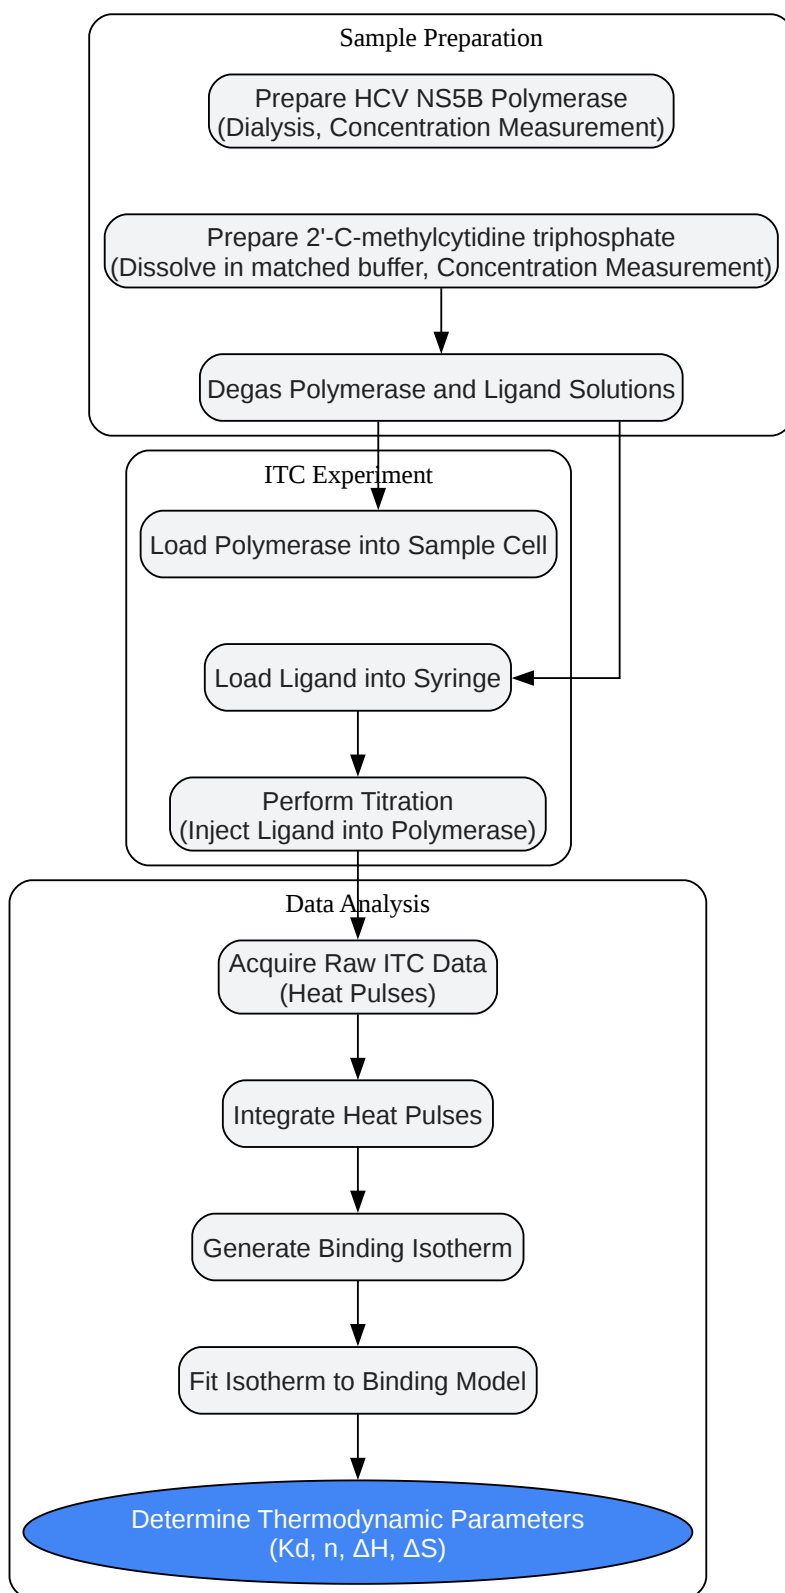 Sample Preparation
Prepare HCV NS5B Polymerase
(Dialysis, Concentration Measurement)
Prepare 2'-C-methylcytidine triphosphate
(Dissolve in matched buffer, Concentration Measurement)
Degas Polymerase and Ligand Solutions
ITC Experiment
Load Polymerase into Sample Cell
Load Ligand into Syringe
Perform Titration
(Inject Ligand into Polymerase)
Data Analysis
Acquire Raw ITC Data
(Heat Pulses)
Integrate Heat Pulses
Generate Binding Isotherm
Fit Isotherm to Binding Model
Determine Thermodynamic Parameters
(Kd, n, ΔH, ΔS)